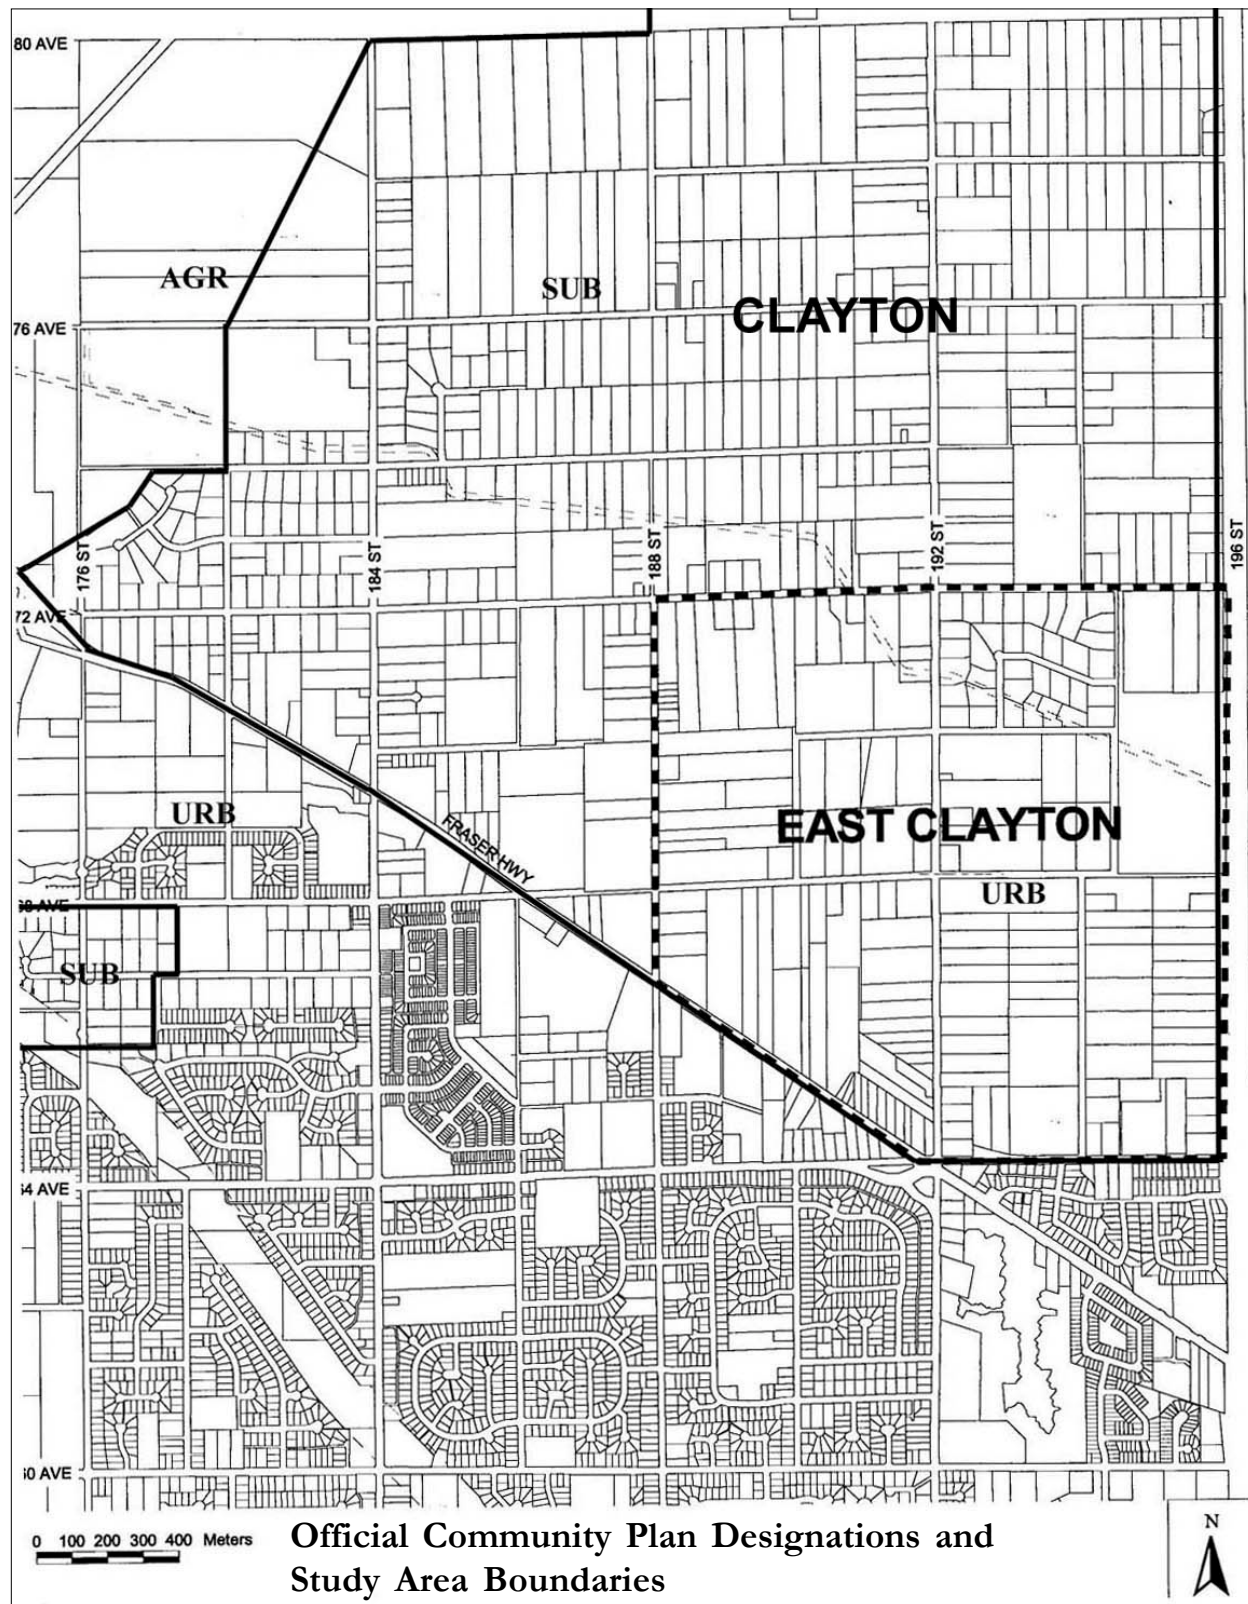 80 AVE
AGR
SUB
CLAYTON
76 AVE
176 ST
184 ST
188 ST
192 ST
196 ST
72 AVE
URB
FRASER HWY
EAST CLAYTON
URB
AVE
SUB
AVE
AVE
0 100 200 300 400 Meters
Official Community Plan Designations and
Study Area Boundaries
N